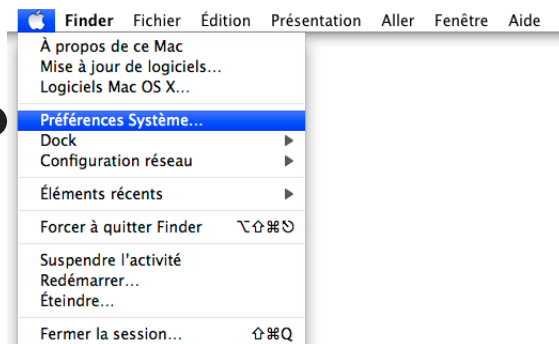 Finder Fichier Édition Présentation Aller Fenêtre Aide
À propos de ce Mac
Mise à jour de logiciels...
Logiciels Mac OS X...
Préférences Système...
Dock
Configuration réseau
Éléments récents
Forcer à quitter Finder ⌥⇧⌘⎋
Suspendre l'activité
Redémarrer...
Éteindre...
Fermer la session... ⇧⌘Q